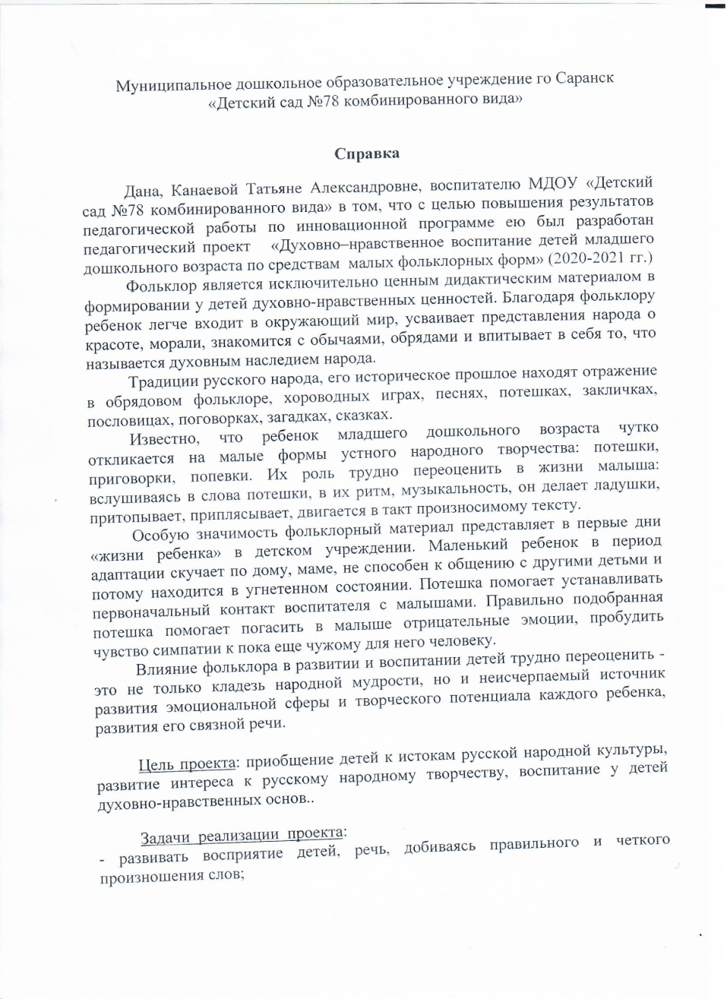 Муниципальное дошкольное образовательное учреждение го Саранск
«Детский сад №78 комбинированного вида»
Справка
Дана, Канаевой Татьяне Александровне, воспитателю МДОУ «Детский
сад №78 комбинированного вида» в том, что с целью повышения результатов
педагогической работы по инновационной программе ею был разработан
педагогический проект «Духовно–нравственное воспитание детей младшего
дошкольного возраста по средствам малых фольклорных форм» (2020-2021 гг.)
Фольклор является исключительно ценным дидактическим материалом в
формировании у детей духовно-нравственных ценностей. Благодаря фольклору
ребенок легче входит в окружающий мир, усваивает представления народа о
красоте, морали, знакомится с обычаями, обрядами и впитывает в себя то, что
называется духовным наследием народа.
Традиции русского народа, его историческое прошлое находят отражение
в обрядовом фольклоре, хороводных играх, песнях, потешках, закличках,
пословицах, поговорках, загадках, сказках.
Известно, что ребенок младшего дошкольного возраста чутко
откликается на малые формы устного народного творчества: потешки,
приговорки, попевки. Их роль трудно переоценить в жизни малыша:
вслушиваясь в слова потешки, в их ритм, музыкальность, он делает ладушки,
притопывает, приплясывает, двигается в такт произносимому тексту.
Особую значимость фольклорный материал представляет в первые дни
«жизни ребенка» в детском учреждении. Маленький ребенок в период
адаптации скучает по дому, маме, не способен к общению с другими детьми и
потому находится в угнетенном состоянии. Потешка помогает устанавливать
первоначальный контакт воспитателя с малышами. Правильно подобранная
потешка помогает погасить в малыше отрицательные эмоции, пробудить
чувство симпатии к пока еще чужому для него человеку.
Влияние фольклора в развитии и воспитании детей трудно переоценить -
это не только кладезь народной мудрости, но и неисчерпаемый источник
развития эмоциональной сферы и творческого потенциала каждого ребенка,
развития его связной речи.
Цель проекта: приобщение детей к истокам русской народной культуры,
развитие интереса к русскому народному творчеству, воспитание у детей
духовно-нравственных основ..
Задачи реализации проекта:
- развивать восприятие детей, речь, добиваясь правильного и четкого
произношения слов;